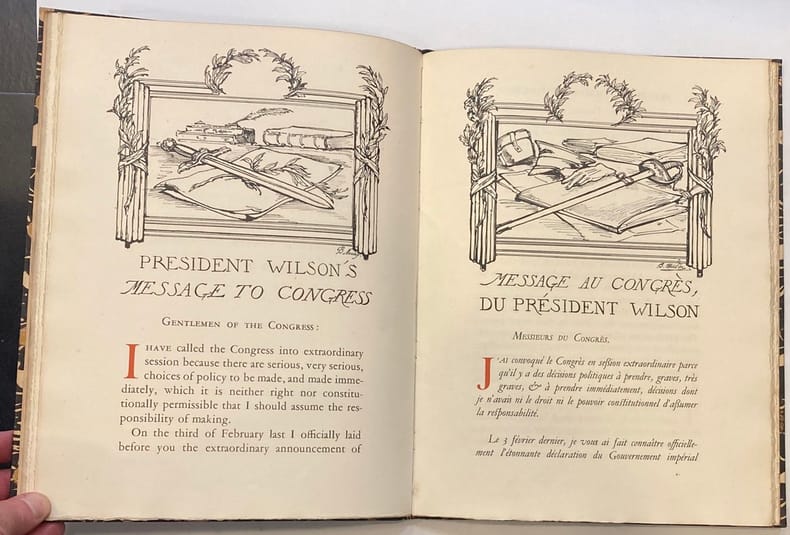 PRESIDENT WILSON'S
MESSAGE TO CONGRESS
GENTLEMEN OF THE CONGRESS:
I HAVE called the Congress into extraordinary
session because there are serious, very serious,
choices of policy to be made, and made imme-
diately, which it is neither right nor constitu-
tionally permissible that I should assume the res-
ponsibility of making.
On the third of February last I officially laid
before you the extraordinary announcement of
MESSAGE AU CONGRÈS,
DU PRÉSIDENT WILSON
MESSIEURS DU CONGRÈS.
J'AI convoqué le Congrès en seſſion extraordinaire parce
qu'il y a des décisions politiques à prendre, graves, très
graves, & à prendre immédiatement, décisions dont
je n'avais ni le droit ni le pouvoir constitutionnel d'aſſumer
la responsabilité.
Le 3 février dernier, je vous ai fait connaître officielle-
ment l'étonnante déclaration du Gouvernement impérial